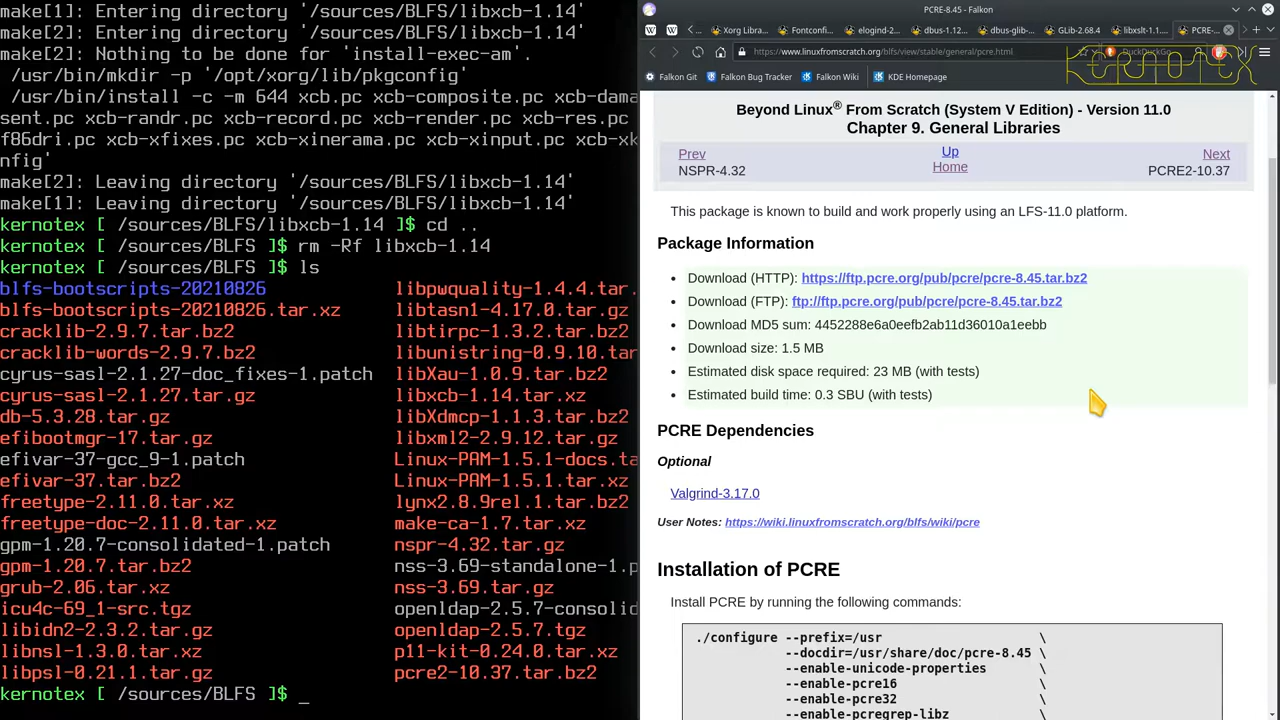 make[1]: Entering directory '/sources/BLFS/libxcb-1.14'
make[2]: Entering directory '/sources/BLFS/libxcb-1.14'
make[2]: Nothing to be done for 'install-exec-am'.
 /usr/bin/mkdir -p '/opt/xorg/lib/pkgconfig'
 /usr/bin/install -c -m 644 xcb.pc xcb-composite.pc xcb-dama
sent.pc xcb-randr.pc xcb-record.pc xcb-render.pc xcb-res.pc
f86dri.pc xcb-xfixes.pc xcb-xinerama.pc xcb-xinput.pc xcb-xk
nfig'
make[2]: Leaving directory '/sources/BLFS/libxcb-1.14'
make[1]: Leaving directory '/sources/BLFS/libxcb-1.14'
kernotex [ /sources/BLFS/libxcb-1.14 ]$ cd ..
kernotex [ /sources/BLFS ]$ rm -Rf libxcb-1.14
kernotex [ /sources/BLFS ]$ ls
blfs-bootscripts-20210826 libpwquality-1.4.4.tar.
blfs-bootscripts-20210826.tar.xz libtasn1-4.17.0.tar.gz
cracklib-2.9.7.tar.bz2 libtirpc-1.3.2.tar.bz2
cracklib-words-2.9.7.bz2 libunistring-0.9.10.tar
cyrus-sasl-2.1.27-doc_fixes-1.patch libXau-1.0.9.tar.bz2
cyrus-sasl-2.1.27.tar.gz libxcb-1.14.tar.xz
db-5.3.28.tar.gz libXdmcp-1.1.3.tar.bz2
efibootmgr-17.tar.gz libxml2-2.9.12.tar.gz
efivar-37-gcc_9-1.patch Linux-PAM-1.5.1-docs.ta
efivar-37.tar.bz2 Linux-PAM-1.5.1.tar.xz
freetype-2.11.0.tar.xz lynx2.8.9rel.1.tar.bz2
freetype-doc-2.11.0.tar.xz make-ca-1.7.tar.xz
gpm-1.20.7-consolidated-1.patch nspr-4.32.tar.gz
gpm-1.20.7.tar.bz2 nss-3.69-standalone-1.p
grub-2.06.tar.xz nss-3.69.tar.gz
icu4c-69_1-src.tgz openldap-2.5.7-consolid
libidn2-2.3.2.tar.gz openldap-2.5.7.tgz
libnsl-1.3.0.tar.xz p11-kit-0.24.0.tar.xz
libpsl-0.21.1.tar.gz pcre2-10.37.tar.bz2
kernotex [ /sources/BLFS ]$ _
PCRE-8.45 - Falkon
Xorg Libra Fontconfi elogind-2 dbus-1.12 dbus-glib- GLib-2.68.4 libxslt-1.1. PCRE-
https://www.linuxfromscratch.org/blfs/view/stable/general/pcre.html DuckDuckGo
kernotex
Falkon Git Falkon Bug Tracker Falkon Wiki KDE Homepage
Beyond Linux® From Scratch (System V Edition) - Version 11.0
Chapter 9. General Libraries
Prev Up Next
NSPR-4.32 Home PCRE2-10.37
This package is known to build and work properly using an LFS-11.0 platform.
Package Information
• Download (HTTP): https://ftp.pcre.org/pub/pcre/pcre-8.45.tar.bz2
• Download (FTP): ftp://ftp.pcre.org/pub/pcre/pcre-8.45.tar.bz2
• Download MD5 sum: 4452288e6a0eefb2ab11d36010a1eebb
• Download size: 1.5 MB
• Estimated disk space required: 23 MB (with tests)
• Estimated build time: 0.3 SBU (with tests)
PCRE Dependencies
Optional
Valgrind-3.17.0
User Notes: https://wiki.linuxfromscratch.org/blfs/wiki/pcre
Installation of PCRE
Install PCRE by running the following commands:
./configure --prefix=/usr \
--docdir=/usr/share/doc/pcre-8.45 \
--enable-unicode-properties \
--enable-pcre16 \
--enable-pcre32 \
--enable-pcregrep-libz \